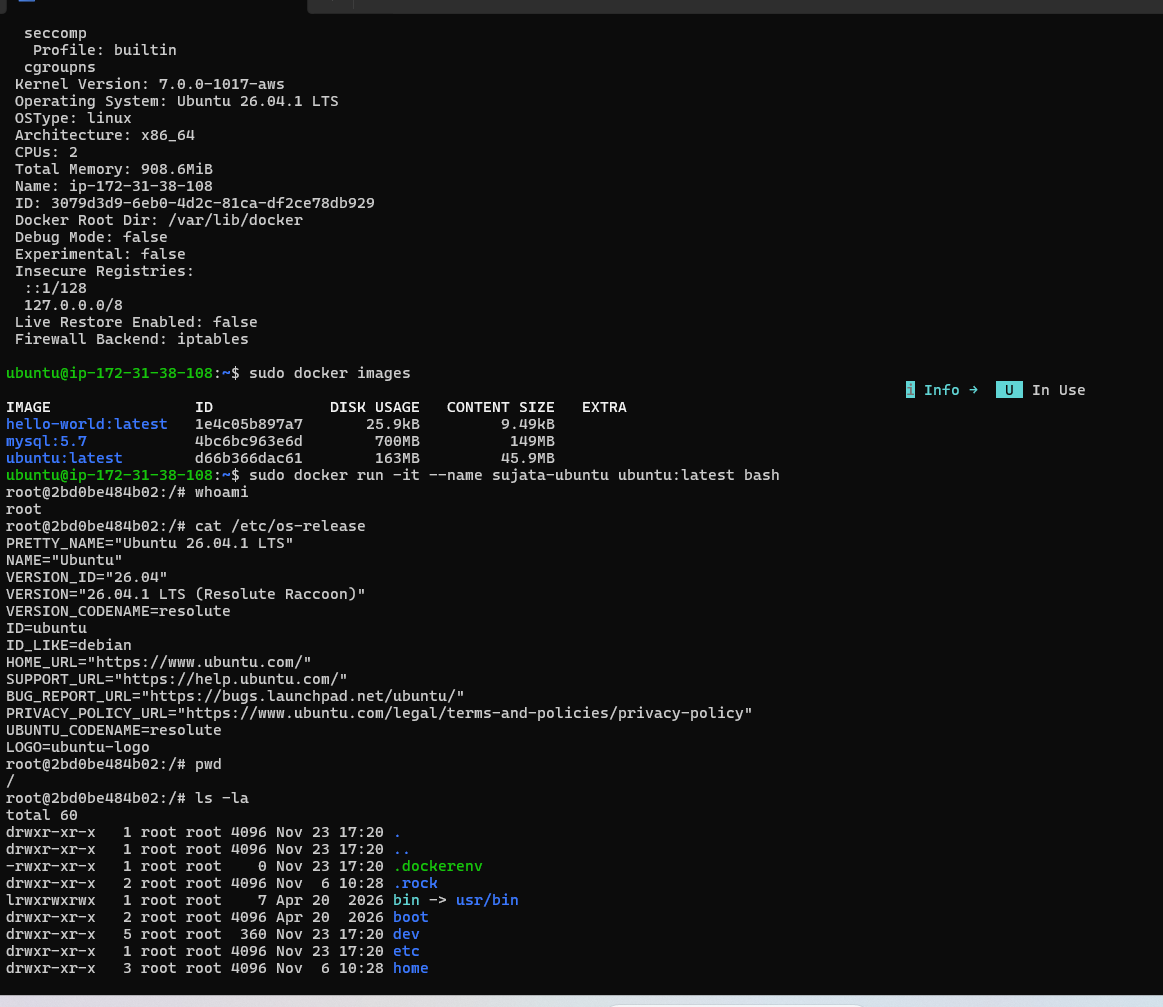 seccomp
Profile: builtin
cgroupns
Kernel Version: 7.0.0-1017-aws
Operating System: Ubuntu 26.04.1 LTS
OSType: linux
Architecture: x86_64
CPUs: 2
Total Memory: 908.6MiB
Name: ip-172-31-38-108
ID: 3079d3d9-6eb0-4d2c-81ca-df2ce78db929
Docker Root Dir: /var/lib/docker
Debug Mode: false
Experimental: false
Insecure Registries:
::1/128
127.0.0.0/8
Live Restore Enabled: false
Firewall Backend: iptables
ubuntu@ip-172-31-38-108:~$ sudo docker images
i Info → U In Use
IMAGE ID DISK USAGE CONTENT SIZE EXTRA
hello-world:latest 1e4c05b897a7 25.9kB 9.49kB
mysql:5.7 4bc6bc963e6d 700MB 149MB
ubuntu:latest d66b366dac61 163MB 45.9MB
ubuntu@ip-172-31-38-108:~$ sudo docker run -it --name sujata-ubuntu ubuntu:latest bash
root@2bd0be484b02:/# whoami
root
root@2bd0be484b02:/# cat /etc/os-release
PRETTY_NAME="Ubuntu 26.04.1 LTS"
NAME="Ubuntu"
VERSION_ID="26.04"
VERSION="26.04.1 LTS (Resolute Raccoon)"
VERSION_CODENAME=resolute
ID=ubuntu
ID_LIKE=debian
HOME_URL="https://www.ubuntu.com/"
SUPPORT_URL="https://help.ubuntu.com/"
BUG_REPORT_URL="https://bugs.launchpad.net/ubuntu/"
PRIVACY_POLICY_URL="https://www.ubuntu.com/legal/terms-and-policies/privacy-policy"
UBUNTU_CODENAME=resolute
LOGO=ubuntu-logo
root@2bd0be484b02:/# pwd
/
root@2bd0be484b02:/# ls -la
total 60
drwxr-xr-x 1 root root 4096 Nov 23 17:20 .
drwxr-xr-x 1 root root 4096 Nov 23 17:20 ..
-rwxr-xr-x 1 root root 0 Nov 23 17:20 .dockerenv
drwxr-xr-x 2 root root 4096 Nov 6 10:28 .rock
lrwxrwxrwx 1 root root 7 Apr 20 2026 bin -> usr/bin
drwxr-xr-x 2 root root 4096 Apr 20 2026 boot
drwxr-xr-x 5 root root 360 Nov 23 17:20 dev
drwxr-xr-x 1 root root 4096 Nov 23 17:20 etc
drwxr-xr-x 3 root root 4096 Nov 6 10:28 home